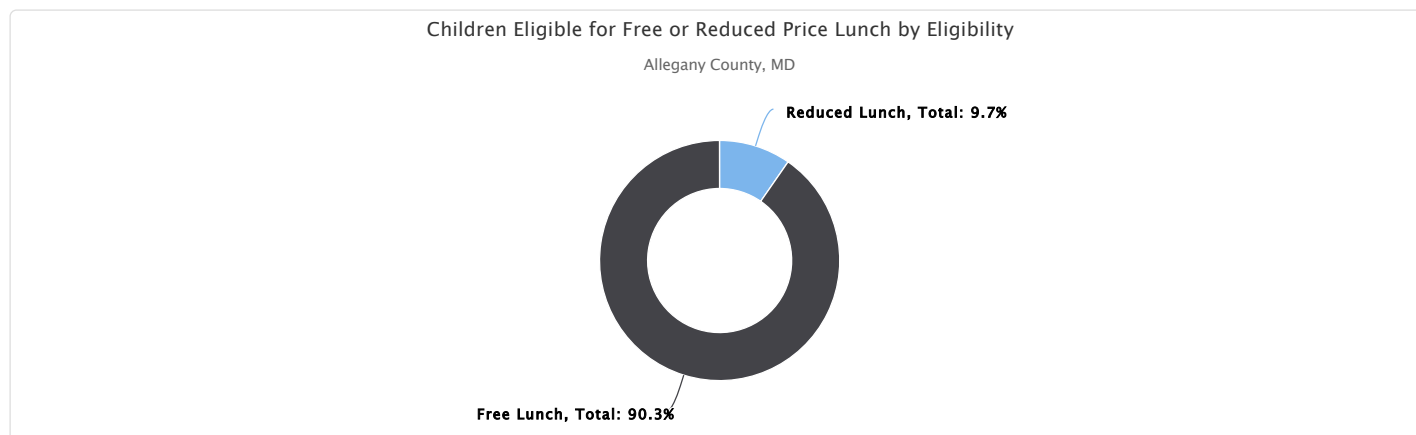 Children Eligible for Free or Reduced Price Lunch by Eligibility
Allegany County, MD
Reduced Lunch, Total: 9.7%
Free Lunch, Total: 90.3%